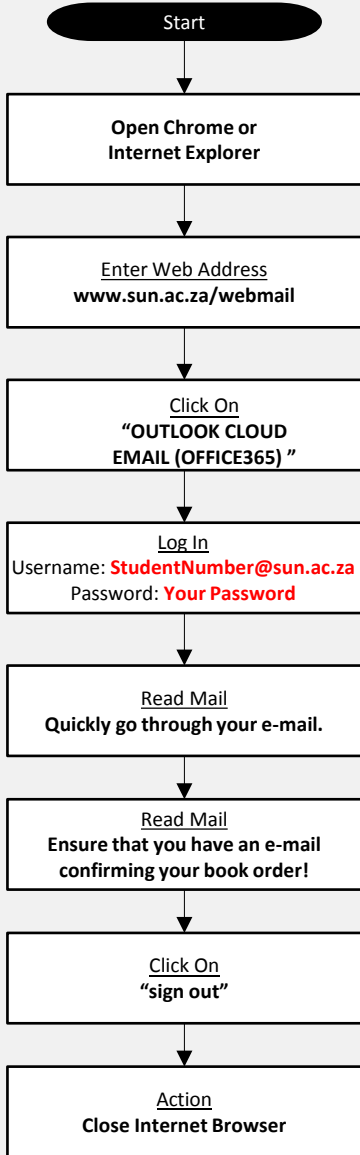 Start
Open Chrome or
Internet Explorer
Enter Web Address
www.sun.ac.za/webmail
Click On
“OUTLOOK CLOUD
EMAIL (OFFICE365) ”
Log In
Username: StudentNumber@sun.ac.za
Password: Your Password
Read Mail
Quickly go through your e-mail.
Read Mail
Ensure that you have an e-mail
confirming your book order!
Click On
“sign out”
Action
Close Internet Browser